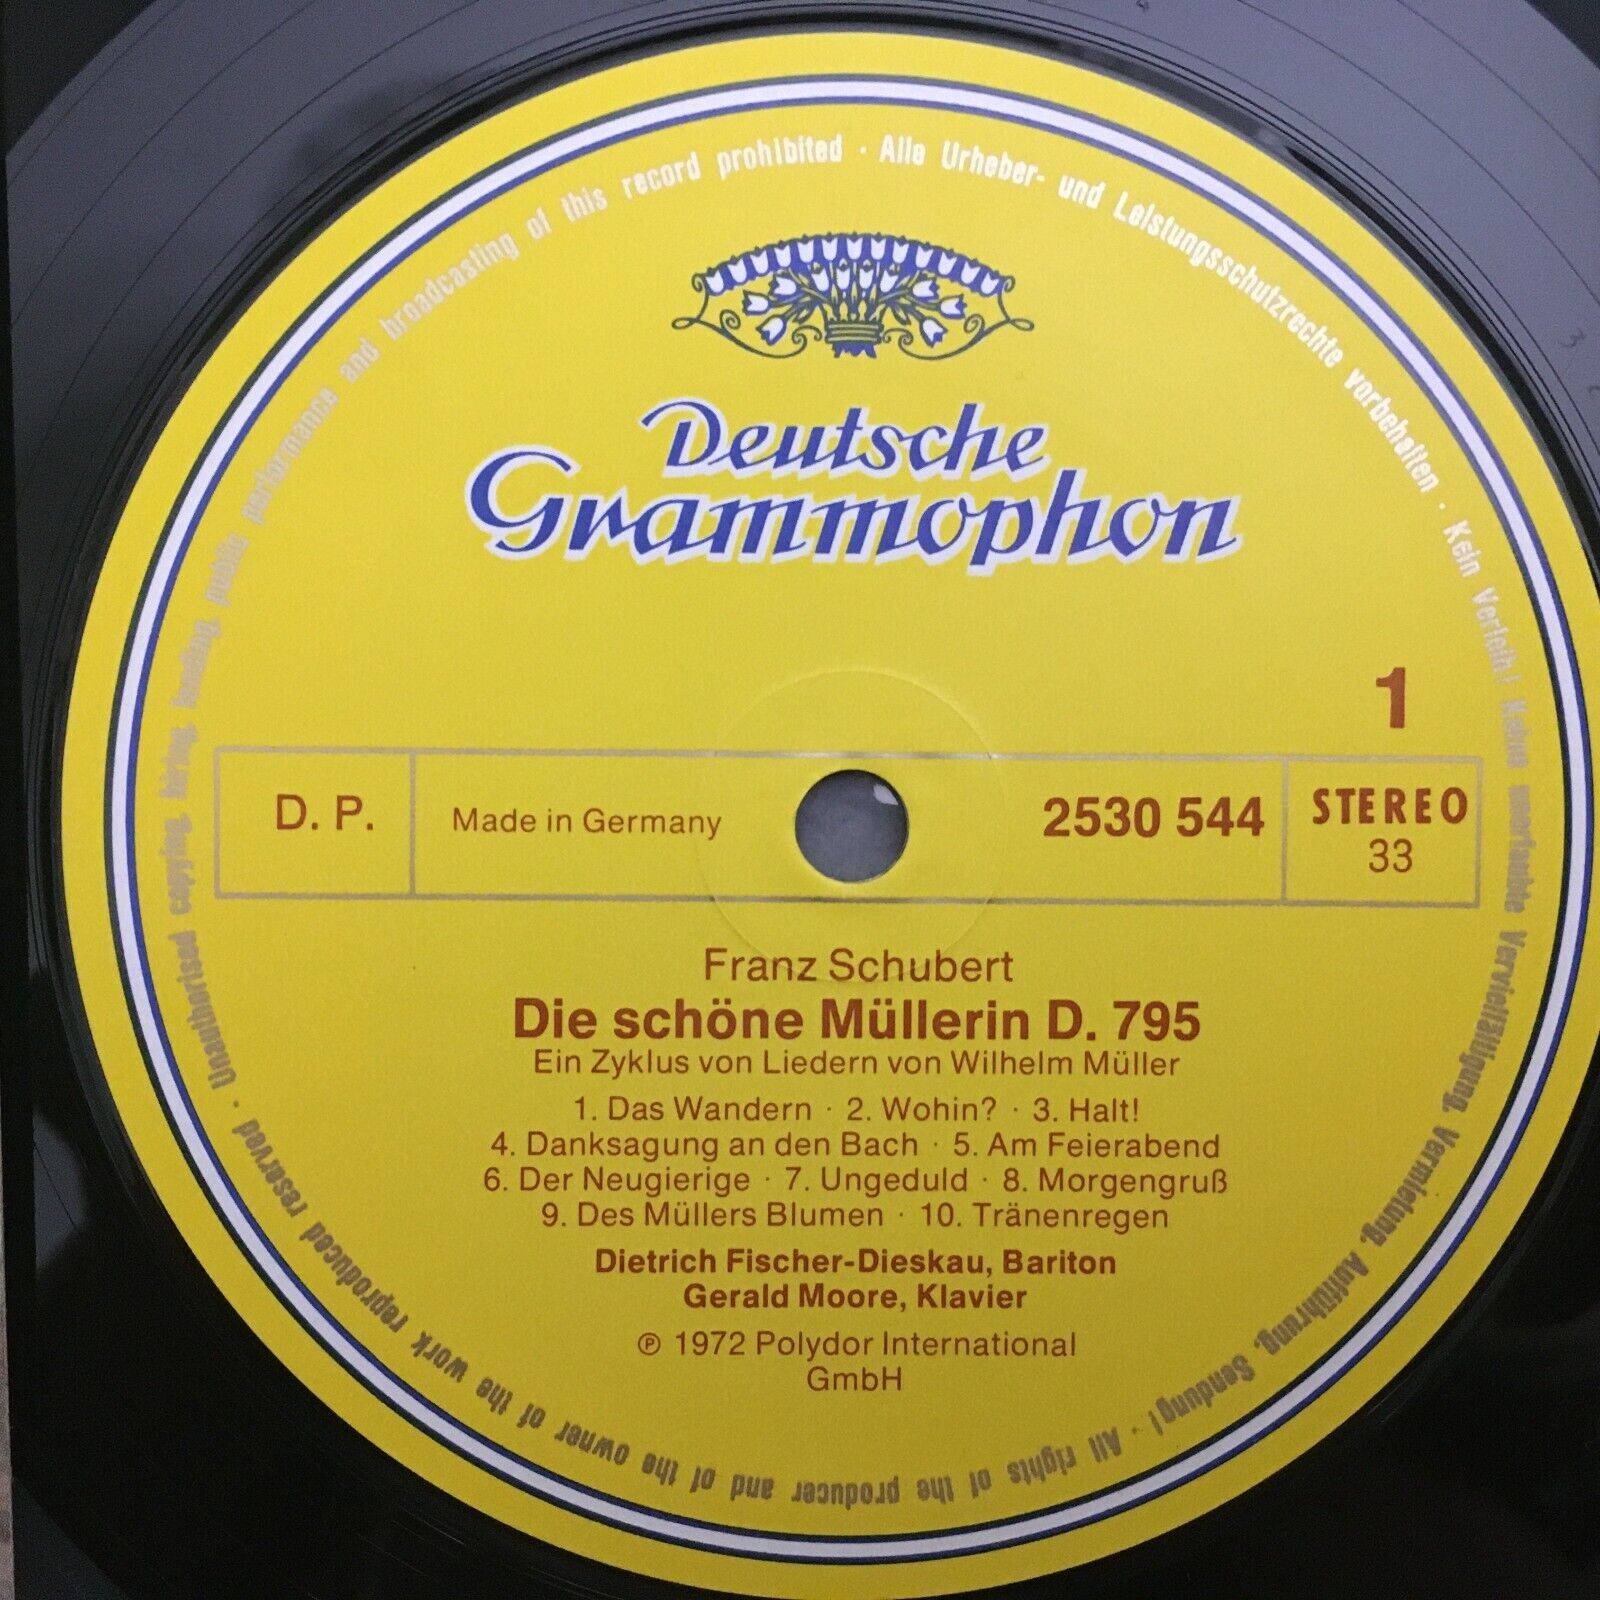 Deutsche
Grammophon
1
D. P.
Made in Germany
2530 544
STEREO
33
Franz Schubert
Die schöne Müllerin D. 795
Ein Zyklus von Liedern von Wilhelm Müller
1. Das Wandern · 2. Wohin? · 3. Halt!
4. Danksagung an den Bach · 5. Am Feierabend
6. Der Neugierige · 7. Ungeduld · 8. Morgengruß
9. Des Müllers Blumen · 10. Tränenregen
Dietrich Fischer-Dieskau, Bariton
Gerald Moore, Klavier
℗ 1972 Polydor International
GmbH
Alle Urheber- und Leistungsschutzrechte vorbehalten · Kein Verleih! Keine unerlaubte Vervielfältigung, Vermietung, Aufführung, Sendung! · All rights of the producer and of the owner of the work reproduced reserved · Unauthorised copying, hiring, lending, public performance and broadcasting of this record prohibited ·